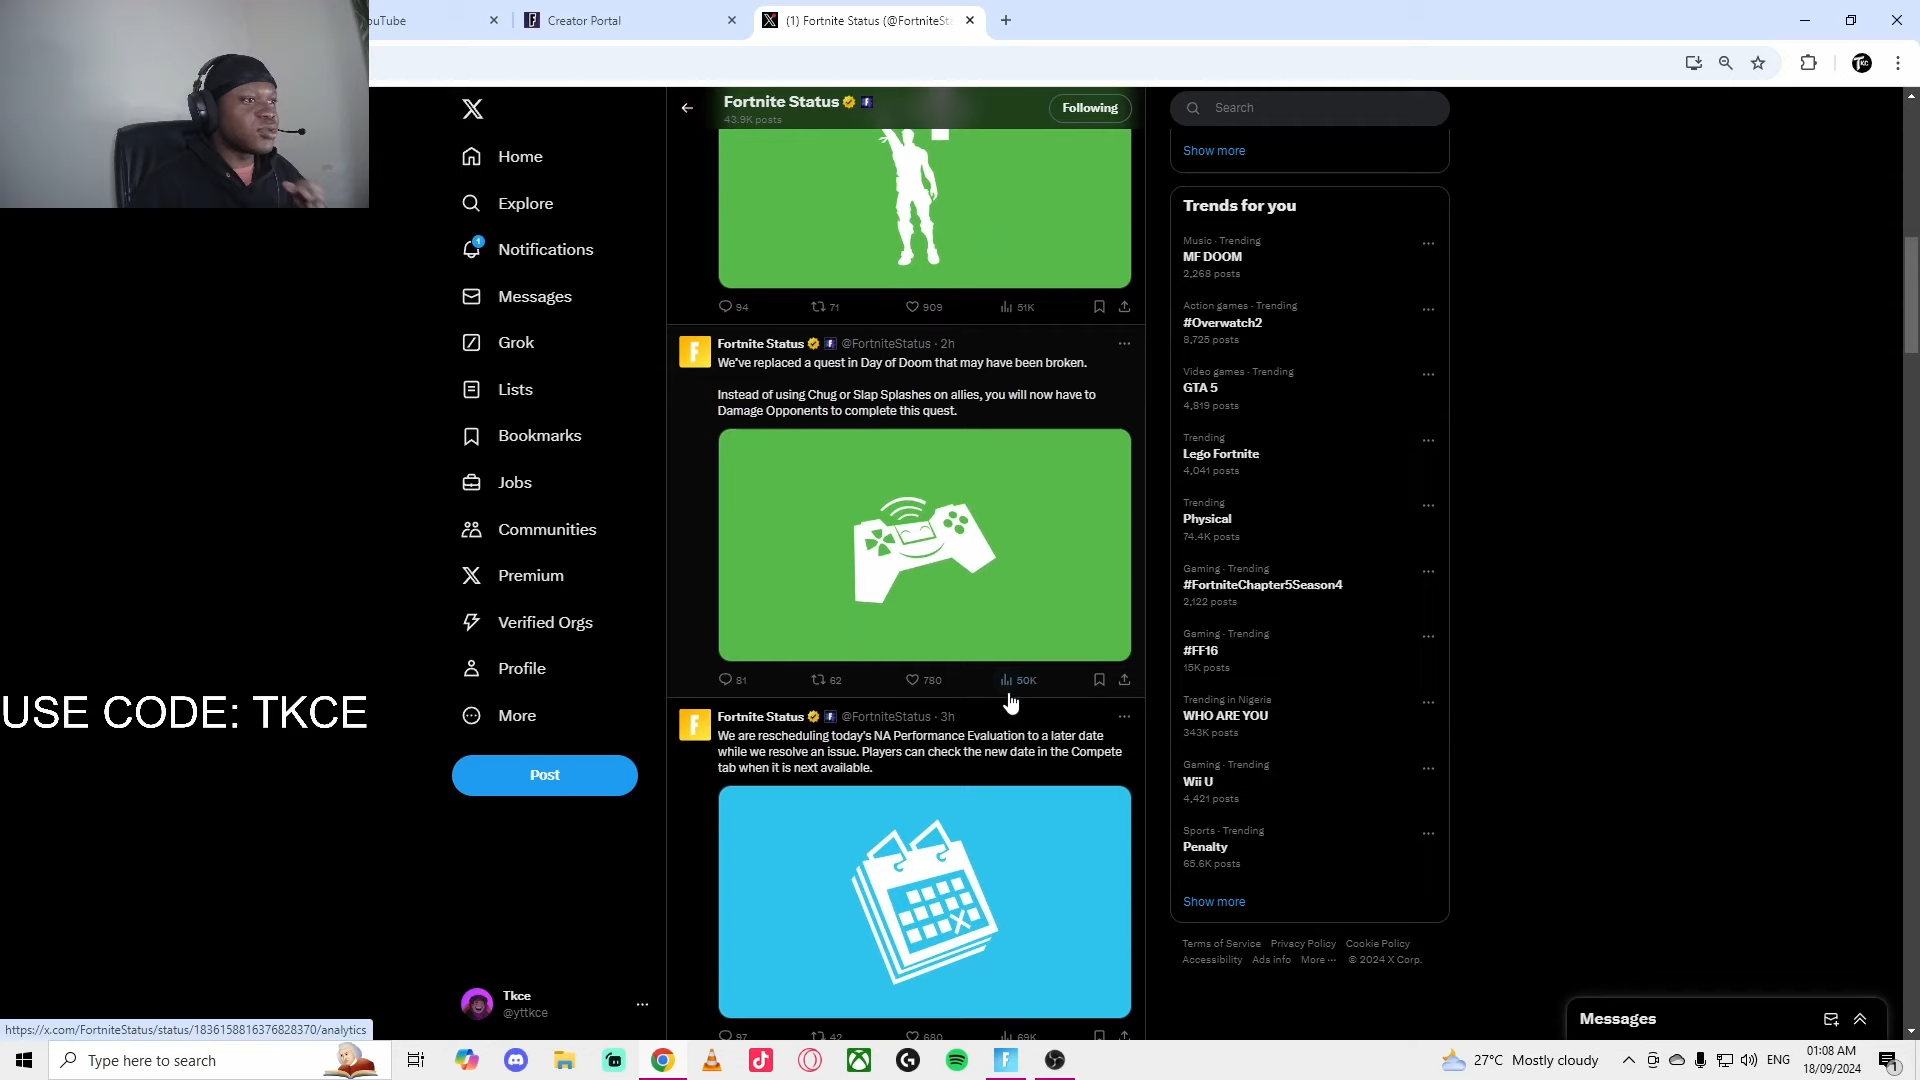 ouTube
Creator Portal
(1) Fortnite Status (@FortniteSta
Tkc
Fortnite Status
43.9K posts
Following
Search
Home
Explore
1
Notifications
Messages
Grok
Lists
Bookmarks
Jobs
Communities
Premium
Verified Orgs
Profile
More
Post
Tkce
@yttkce
USE CODE: TKCE
94
71
909
51K
Fortnite Status @FortniteStatus · 2h
We've replaced a quest in Day of Doom that may have been broken.
Instead of using Chug or Slap Splashes on allies, you will now have to
Damage Opponents to complete this quest.
81
62
780
50K
Fortnite Status @FortniteStatus · 3h
We are rescheduling today's NA Performance Evaluation to a later date
while we resolve an issue. Players can check the new date in the Compete
tab when it is next available.
97
42
680
69K
Show more
Trends for you
Music · Trending
MF DOOM
2,268 posts
Action games · Trending
#Overwatch2
8,725 posts
Video games · Trending
GTA 5
4,819 posts
Trending
Lego Fortnite
4,041 posts
Trending
Physical
74.4K posts
Gaming · Trending
#FortniteChapter5Season4
2,122 posts
Gaming · Trending
#FF16
15K posts
Trending in Nigeria
WHO ARE YOU
343K posts
Gaming · Trending
Wii U
4,421 posts
Sports · Trending
Penalty
65.6K posts
Show more
Terms of Service Privacy Policy Cookie Policy
Accessibility Ads info More ··· © 2024 X Corp.
Messages
https://x.com/FortniteStatus/status/1836158816376828370/analytics
Type here to search
27°C Mostly cloudy
ENG
01:08 AM
18/09/2024
1